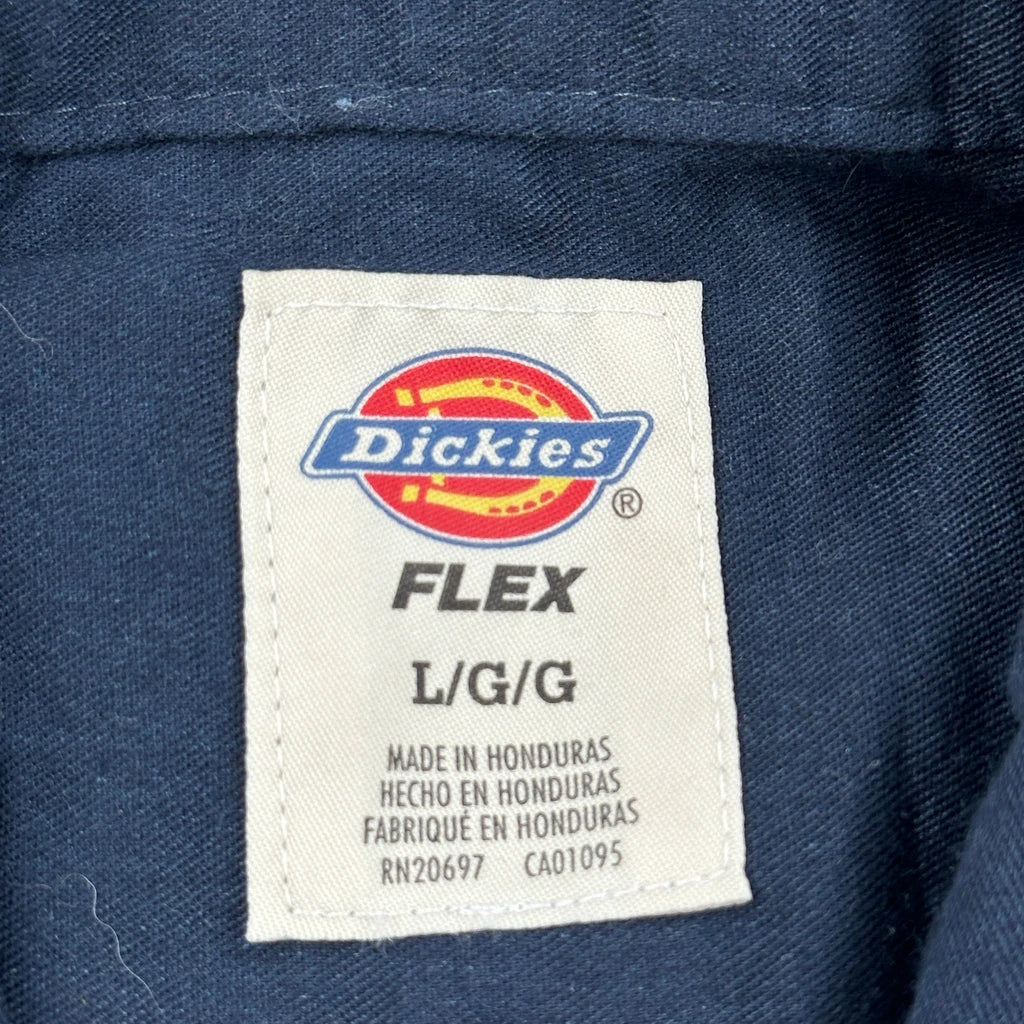 Dickies
®
FLEX
L/G/G
MADE IN HONDURAS
HECHO EN HONDURAS
FABRIQUÉ EN HONDURAS
RN20697 CA01095